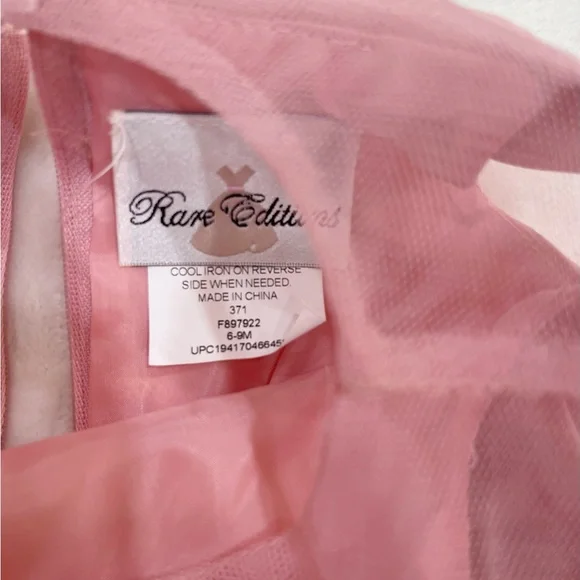 Rare Editions
COOL IRON ON REVERSE
SIDE WHEN NEEDED.
MADE IN CHINA
371
F897922
6-9M